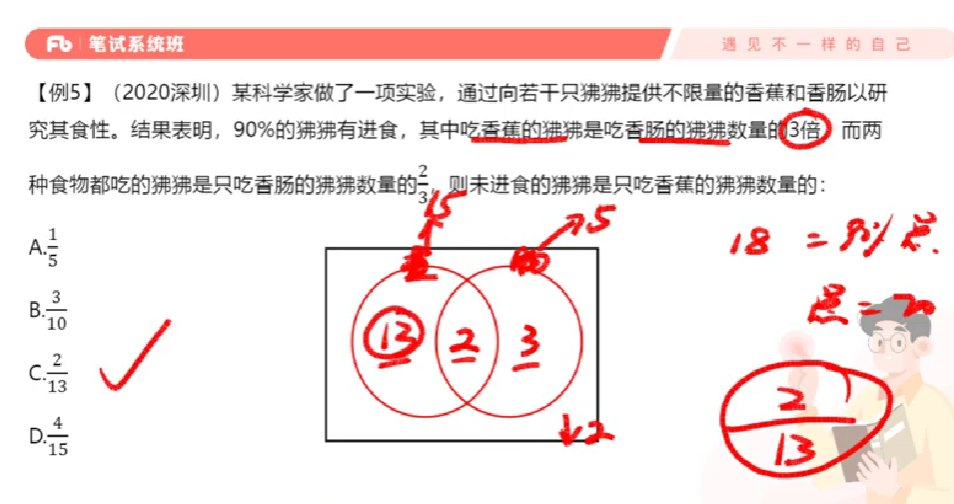 Fb 笔试系统班
遇见不一样的自己
【例5】（2020深圳）某科学家做了一项实验，通过向若干只狒狒提供不限量的香蕉和香肠以研
究其食性。结果表明，90%的狒狒有进食，其中吃香蕉的狒狒是吃香肠的狒狒数量的3倍，而两
种食物都吃的狒狒是只吃香肠的狒狒数量的2/3，则未进食的狒狒是只吃香蕉的狒狒数量的：
A.1/5
B.3/10
C.2/13
D.4/15
15
5
13 2 3
2
18 = 90% 总.
总 = 20
2/13